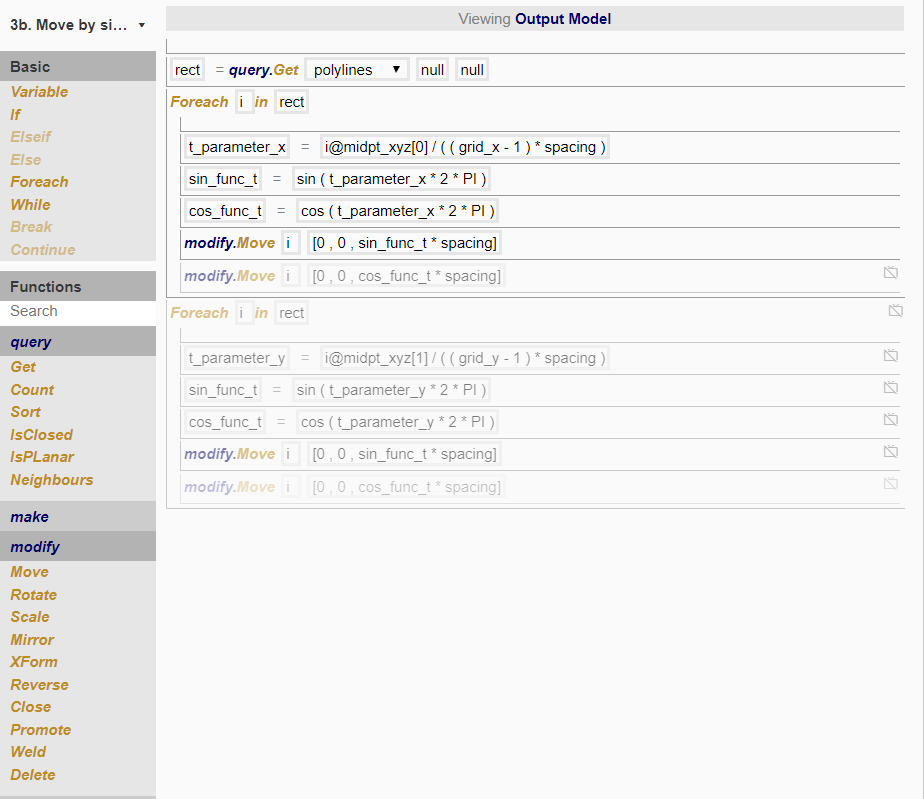 3b. Move by si…
Basic
Variable
If
Elseif
Else
Foreach
While
Break
Continue
Functions
Search
query
Get
Count
Sort
IsClosed
IsPLanar
Neighbours
make
modify
Move
Rotate
Scale
Mirror
XForm
Reverse
Close
Promote
Weld
Delete
Viewing Output Model
rect = query.Get polylines null null
Foreach i in rect
t_parameter_x = i@midpt_xyz[0] / ( ( grid_x - 1 ) * spacing )
sin_func_t = sin ( t_parameter_x * 2 * PI )
cos_func_t = cos ( t_parameter_x * 2 * PI )
modify.Move i [0 , 0 , sin_func_t * spacing]
modify.Move i [0 , 0 , cos_func_t * spacing]
Foreach i in rect
t_parameter_y = i@midpt_xyz[1] / ( ( grid_y - 1 ) * spacing )
sin_func_t = sin ( t_parameter_y * 2 * PI )
cos_func_t = cos ( t_parameter_y * 2 * PI )
modify.Move i [0 , 0 , sin_func_t * spacing]
modify.Move i [0 , 0 , cos_func_t * spacing]